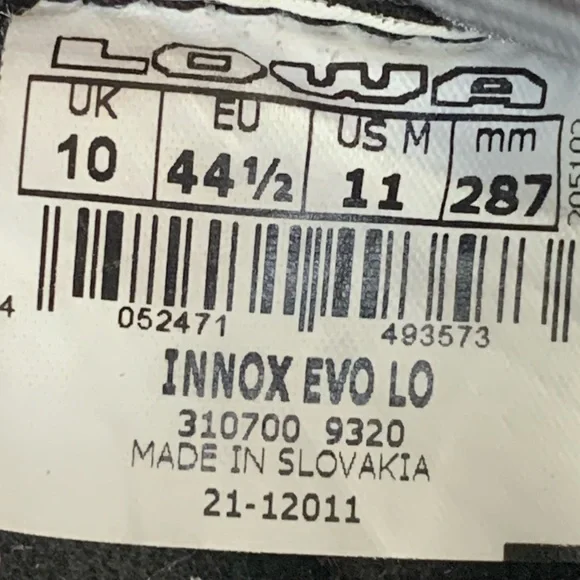 LOWA
UK EU US M mm
10 44½ 11 287
4 052471 493573
INNOX EVO LO
310700 9320
MADE IN SLOVAKIA
21-12011